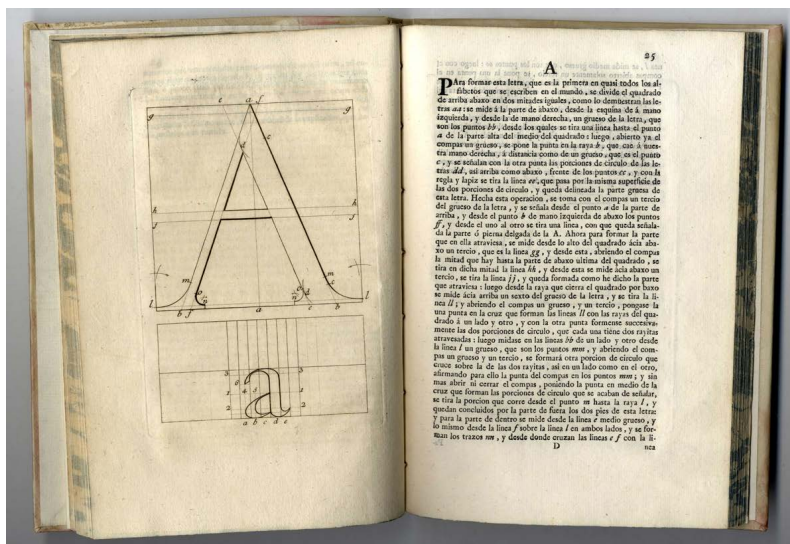 25
A
PAra formar esta letra, que es la primera en quasi todos los al-
fabetos que se escriben en el mundo, se divide el quadrado
de arriba abaxo en dos mitades iguales, como lo demuestran las le-
tras aa: se mide á la parte de abaxo, desde la esquina de á mano
izquierda, y desde la de mano derecha, un grueso de la letra, que
son los puntos bb, desde los quales se tira una linea hasta el punto
a de la parte alta del medio del quadrado: luego, abierto ya el
compas un grueso, se pone la punta en la raya b, que cae á nues-
tra mano derecha, á distancia como de un grueso, que es el punto
c, y se señalan con la otra punta las porciones de circulo de las le-
tras dd, asi arriba como abaxo, frente de los puntos cc, y con la
regla y lapiz se tira la linea ee, que pasa por la misma superficie de
las dos porciones de circulo, y queda delineada la parte gruesa de
esta letra. Hecha esta operacion, se toma con el compas un tercio
del grueso de la letra, y se señala desde el punto a de la parte de
arriba, y desde el punto b de mano izquierda de abaxo los puntos
ff, y desde el uno al otro se tira una linea, con que queda señala-
da la parte ó pierna delgada de la A. Ahora para formar la parte
que en ella atraviesa, se mide desde lo alto del quadrado ácia aba-
xo un tercio, que es la linea gg, y desde esta, abriendo el compas
la mitad que hay hasta la parte de abaxo ultima del quadrado, se
tira en dicha mitad la linea hh, y desde esta se mide ácia abaxo un
tercio, se tira la linea jj, y queda formada como he dicho la parte
que atraviesa: luego desde la raya que cierra el quadrado por baxo
se mide ácia arriba un sexto del grueso de la letra, y se tira la li-
nea ll; y abriendo el compas un grueso, y un tercio, pongase la
una punta en la cruz que forman las lineas ll con las rayas del qua-
drado á un lado y otro, y con la otra punta formense successiva-
mente las dos porciones de circulo, que cada una tiene dos rayitas
atravesadas: luego midase en las lineas bb de un lado y otro desde
la linea l un grueso, que son los puntos mm, y abriendo el com-
pas un grueso y un tercio, se formará otra porcion de circulo que
cruce sobre la de las dos rayitas, asi en un lado como en el otro,
afirmando para ello la punta del compas en los puntos mm; y sin
mas abrir ni cerrar el compas, poniendo la punta en medio de la
cruz que forman las porciones de circulo que se acaban de señalar,
se tira la porcion que corre desde el punto m hasta la raya l, y
quedan concluidos por la parte de fuera los dos pies de esta letra:
y para la parte de dentro se mide desde la linea e medio grueso, y
lo mismo desde la linea f sobre la linea l en ambos lados, y se for-
man los trazos nn, y desde donde cruzan las lineas e f con la li-
D nea
e a f
g g
c
d
h h
j j
m m
l l
b f a c b
3 3
6
4 5 1
2 2
a b c d e